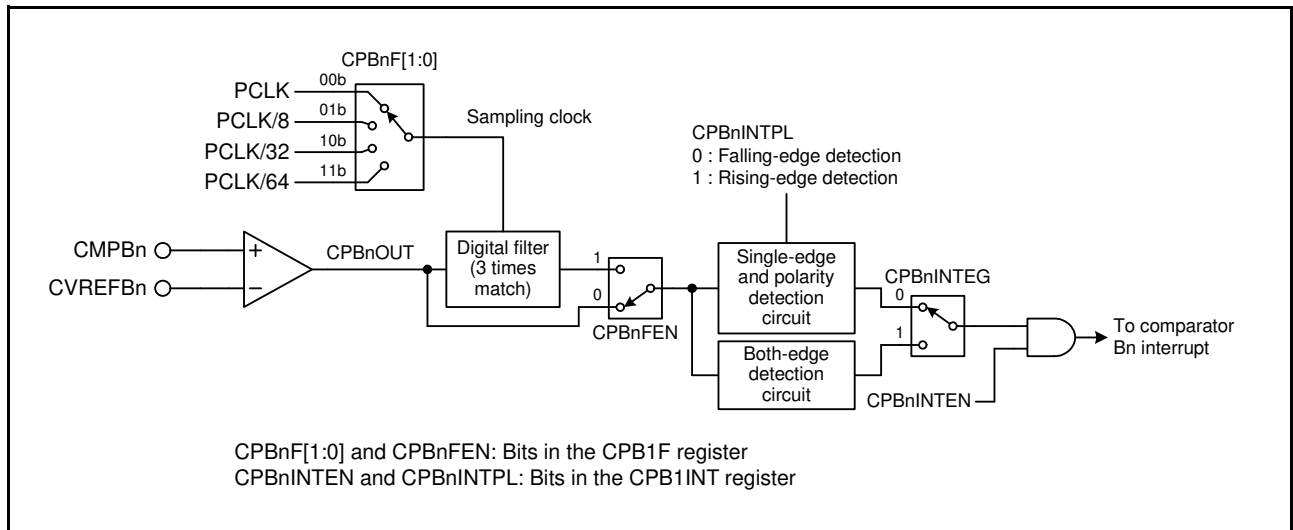 CPBnF[1:0]
PCLK
00b
PCLK/8
01b
PCLK/32
10b
PCLK/64
11b
Sampling clock
CPBnINTPL
0 : Falling-edge detection
1 : Rising-edge detection
CMPBn
+
CVREFBn
−
CPBnOUT
Digital filter
(3 times
match)
1
0
CPBnFEN
Single-edge
and polarity
detection
circuit
Both-edge
detection
circuit
CPBnINTEG
0
1
CPBnINTEN
To comparator
Bn interrupt
CPBnF[1:0] and CPBnFEN: Bits in the CPB1F register
CPBnINTEN and CPBnINTPL: Bits in the CPB1INT register